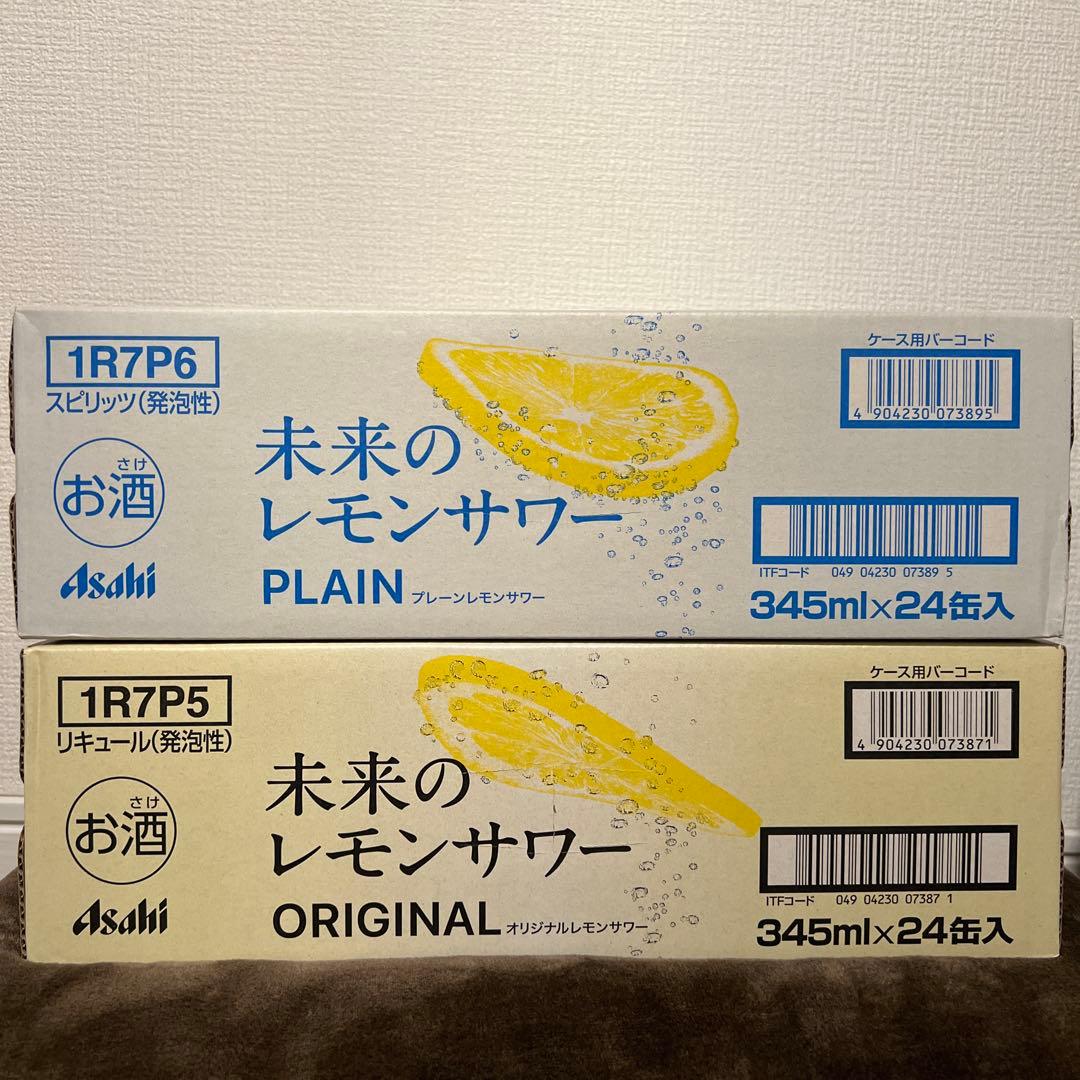 1R7P6
スピリッツ(発泡性)
さけ
お酒
Asahi
未来の
レモンサワー
PLAIN プレーンレモンサワー
ケース用バーコード
4 904230 073895
ITFコード 049 04230 07389 5
345ml×24缶入
1R7P5
リキュール(発泡性)
さけ
お酒
Asahi
未来の
レモンサワー
ORIGINAL オリジナルレモンサワー
ケース用バーコード
4 904230 073871
ITFコード 049 04230 07387 1
345ml×24缶入